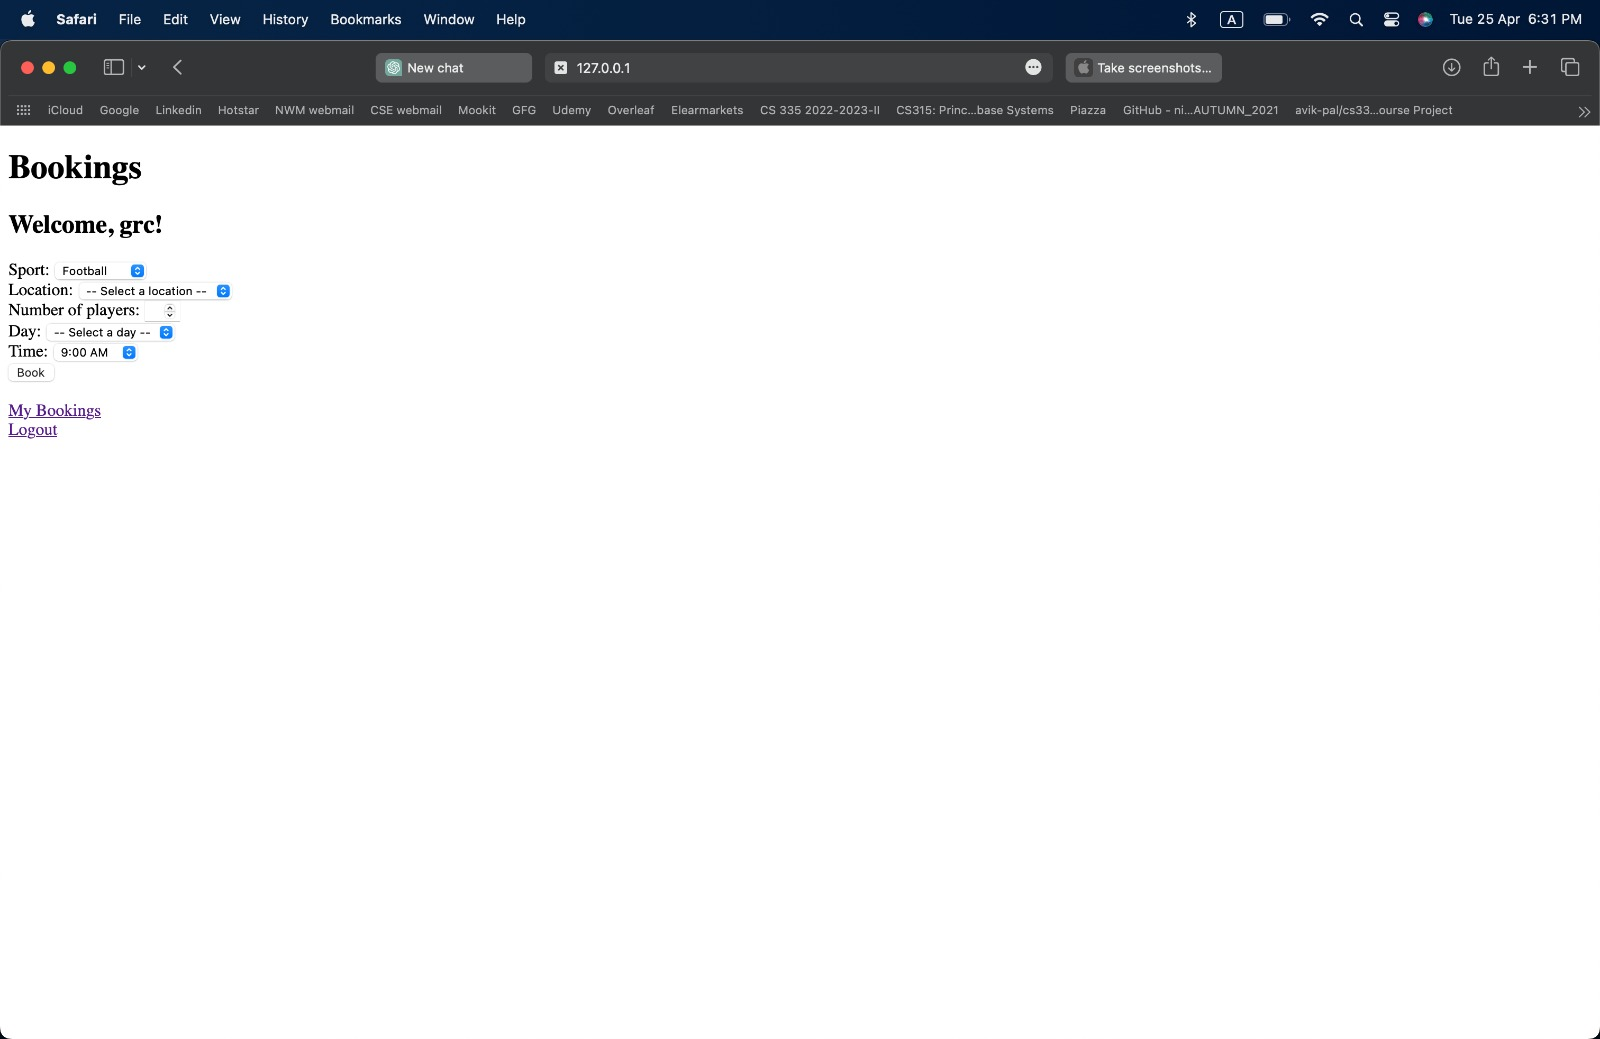 Safari File Edit View History Bookmarks Window Help A Tue 25 Apr 6:31 PM
New chat 127.0.0.1 Take screenshots...
iCloud Google Linkedin Hotstar NWM webmail CSE webmail Mookit GFG Udemy Overleaf Elearmarkets CS 335 2022-2023-II CS315: Princ...base Systems Piazza GitHub - ni...AUTUMN_2021 avik-pal/cs33...ourse Project
Bookings
Welcome, grc!
Sport: Football
Location: -- Select a location --
Number of players:
Day: -- Select a day --
Time: 9:00 AM
Book
My Bookings
Logout